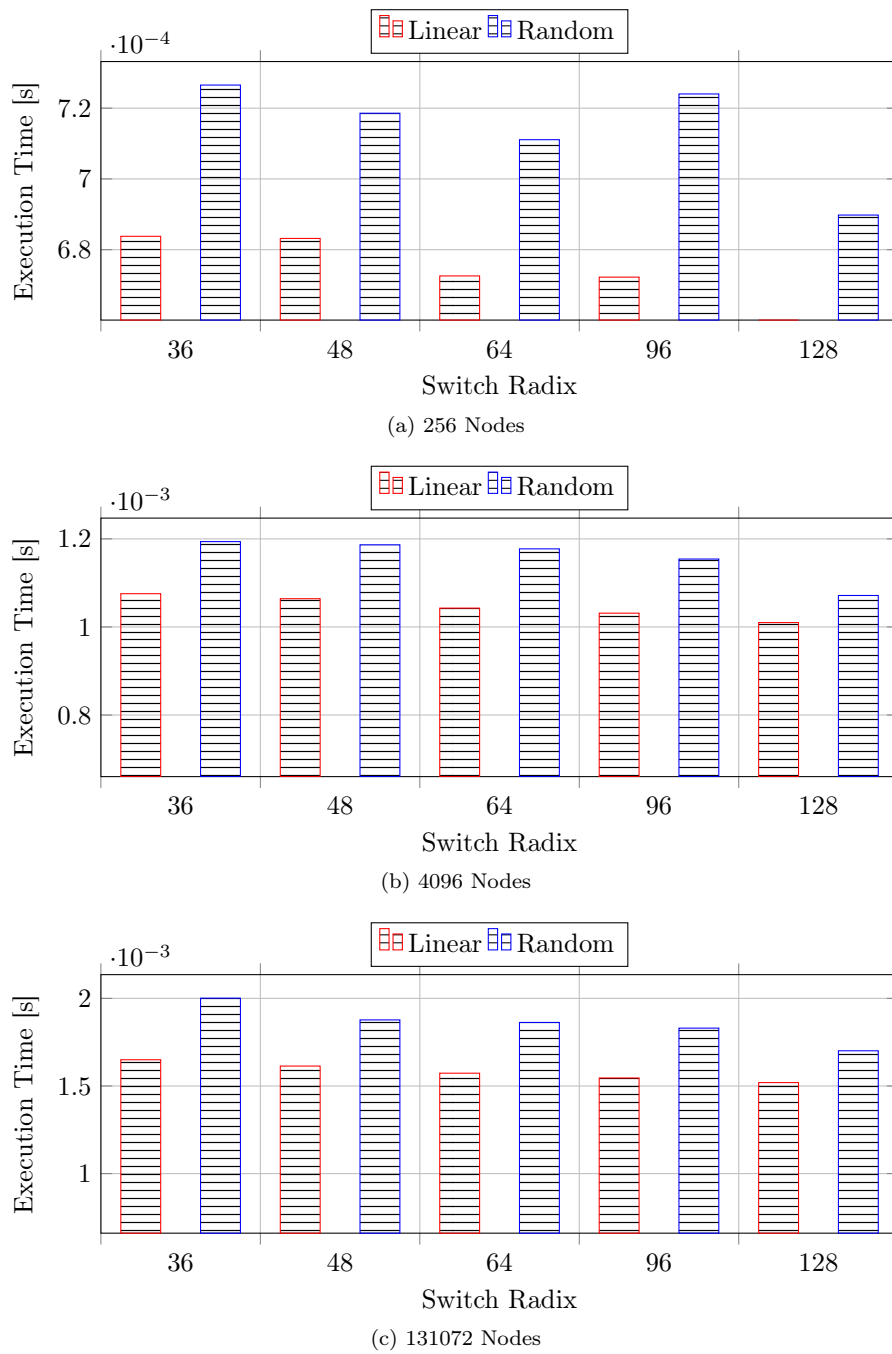 Linear Random
·10⁻⁴
Execution Time [s]
7.2
7
6.8
36 48 64 96 128
Switch Radix
(a) 256 Nodes
Linear Random
·10⁻³
Execution Time [s]
1.2
1
0.8
36 48 64 96 128
Switch Radix
(b) 4096 Nodes
Linear Random
·10⁻³
Execution Time [s]
2
1.5
1
36 48 64 96 128
Switch Radix
(c) 131072 Nodes